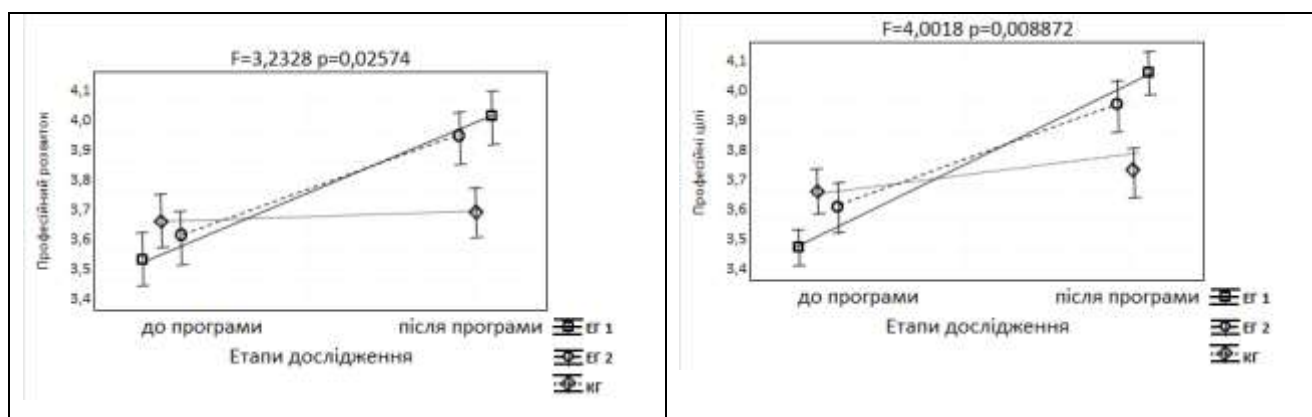 F=3,2328 p=0,02574
Професійний розвиток
4,1
4,0
3,9
3,8
3,7
3,6
3,5
3,4
до програми
після програми
Етапи дослідження
ЕГ 1
ЕГ 2
КГ
F=4,0018 p=0,008872
Професійні цілі
4,1
4,0
3,9
3,8
3,7
3,6
3,5
3,4
до програми
після програми
Етапи дослідження
ЕГ 1
ЕГ 2
КГ